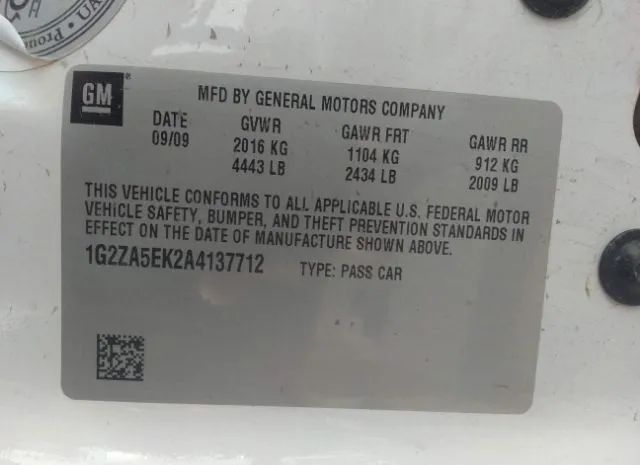 UA
Proud
GM
MFD BY GENERAL MOTORS COMPANY
DATE GVWR GAWR FRT GAWR RR
09/09 2016 KG 1104 KG 912 KG
4443 LB 2434 LB 2009 LB
THIS VEHICLE CONFORMS TO ALL APPLICABLE U.S. FEDERAL MOTOR
VEHICLE SAFETY, BUMPER, AND THEFT PREVENTION STANDARDS IN
EFFECT ON THE DATE OF MANUFACTURE SHOWN ABOVE.
1G2ZA5EK2A4137712 TYPE: PASS CAR